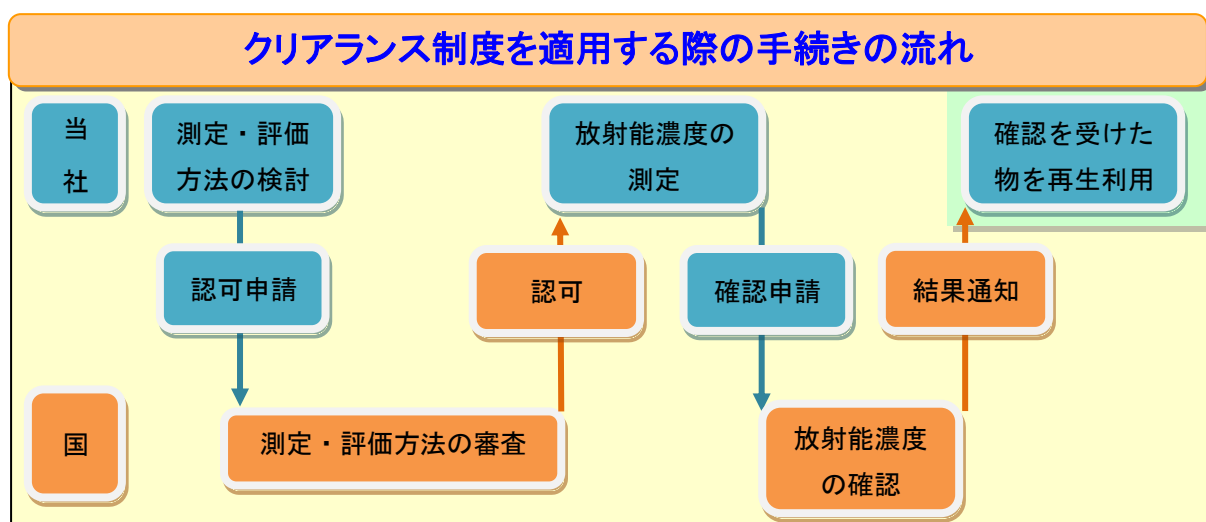 クリアランス制度を適用する際の手続きの流れ
当
社
測定・評価
方法の検討
放射能濃度の
測定
確認を受けた
物を再生利用
認可申請
認可
確認申請
結果通知
国
測定・評価方法の審査
放射能濃度
の確認